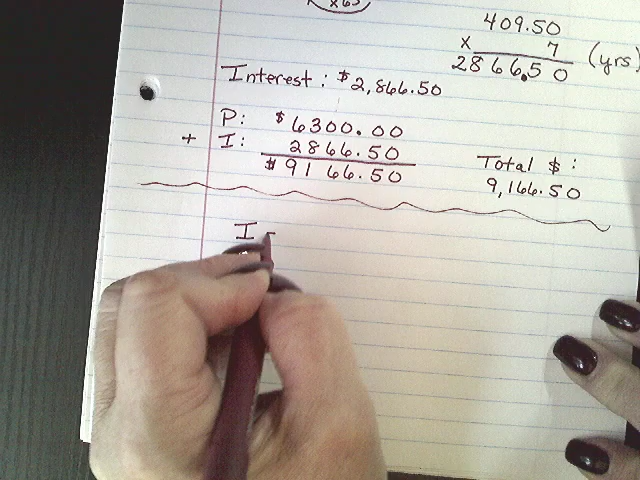 x65
409.50
x 7 (yrs)
2866.50
Interest: $2,866.50
P: $6300.00
+ I: 2866.50
$9166.50
Total $:
9,166.50
I